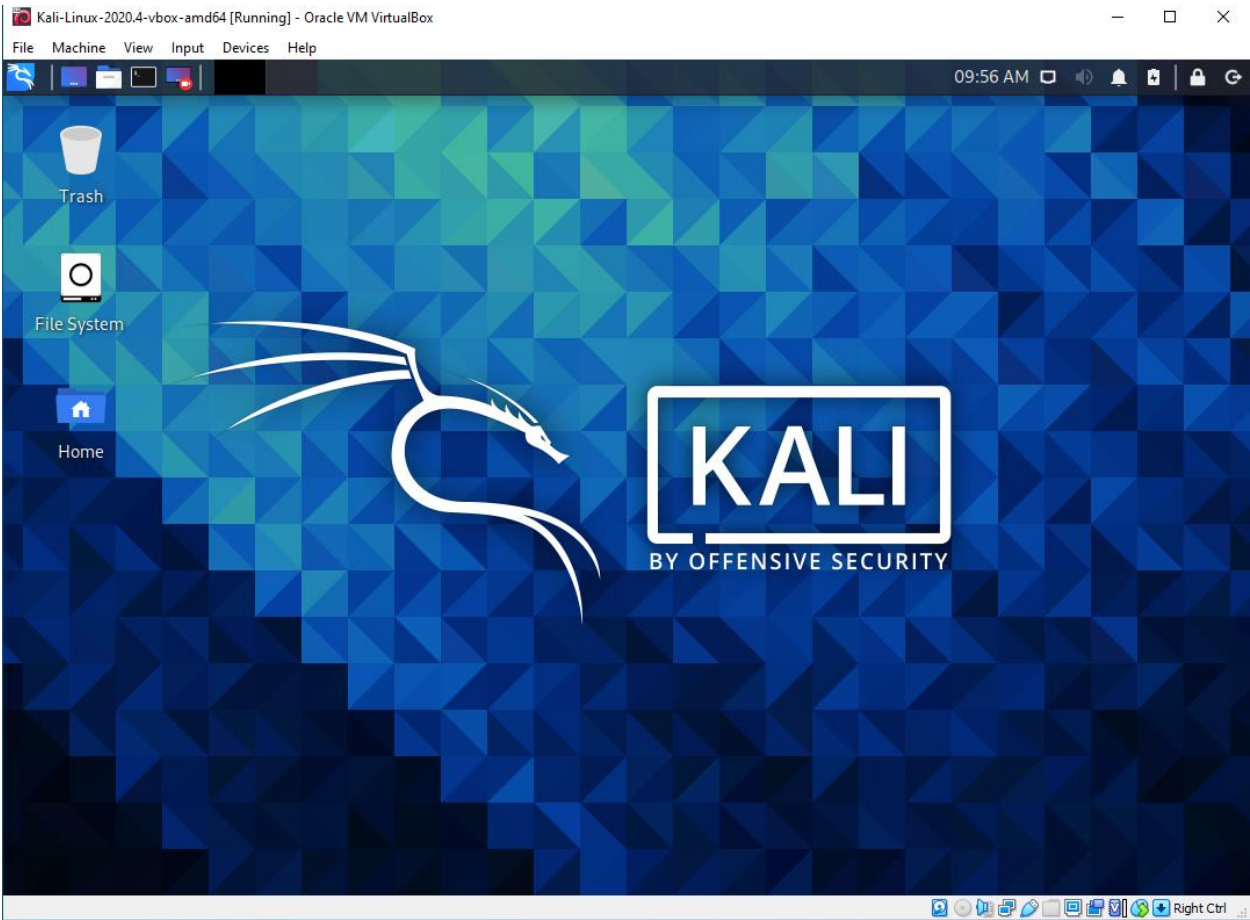 Kali-Linux-2020.4-vbox-amd64 [Running] - Oracle VM VirtualBox
File Machine View Input Devices Help
09:56 AM
Trash
File System
Home
KALI
BY OFFENSIVE SECURITY
Right Ctrl